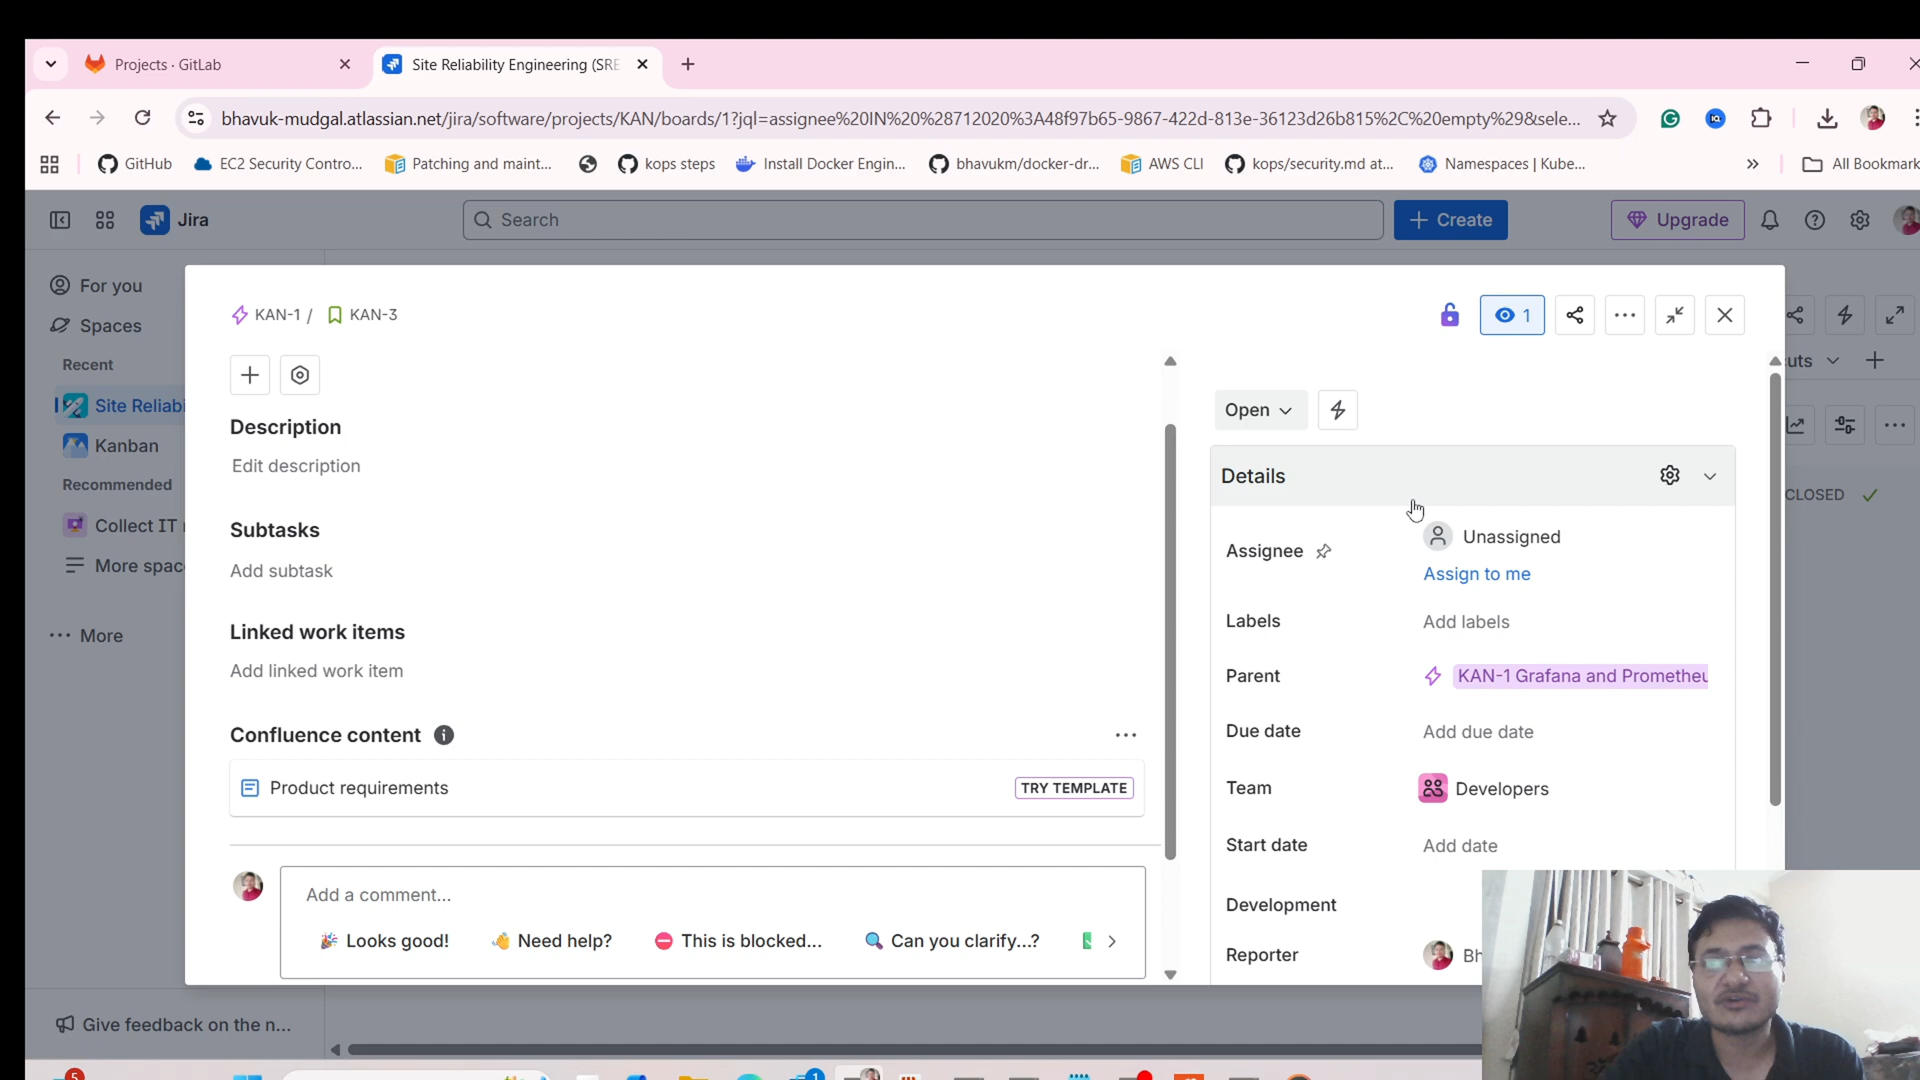 Projects · GitLab
Site Reliability Engineering (SRE
bhavuk-mudgal.atlassian.net/jira/software/projects/KAN/boards/1?jql=assignee%20IN%20%28712020%3A48f97b65-9867-422d-813e-36123d26b815%2C%20empty%29&sele...
GitHub
EC2 Security Contro...
Patching and maint...
kops steps
Install Docker Engin...
bhavukm/docker-dr...
AWS CLI
kops/security.md at...
Namespaces | Kube...
All Bookmark
Jira
Search
Create
Upgrade
For you
Spaces
Recent
Site Reliabi
Kanban
Recommended
Collect IT
More spac
More
Give feedback on the n...
KAN-1 / KAN-3
1
Description
Edit description
Subtasks
Add subtask
Linked work items
Add linked work item
Confluence content
Product requirements
TRY TEMPLATE
Add a comment...
Looks good!
Need help?
This is blocked...
Can you clarify...?
Open
Details
Assignee
Unassigned
Assign to me
Labels
Add labels
Parent
KAN-1 Grafana and Prometheu
Due date
Add due date
Team
Developers
Start date
Add date
Development
Reporter
Bh
cuts
CLOSED
5
1